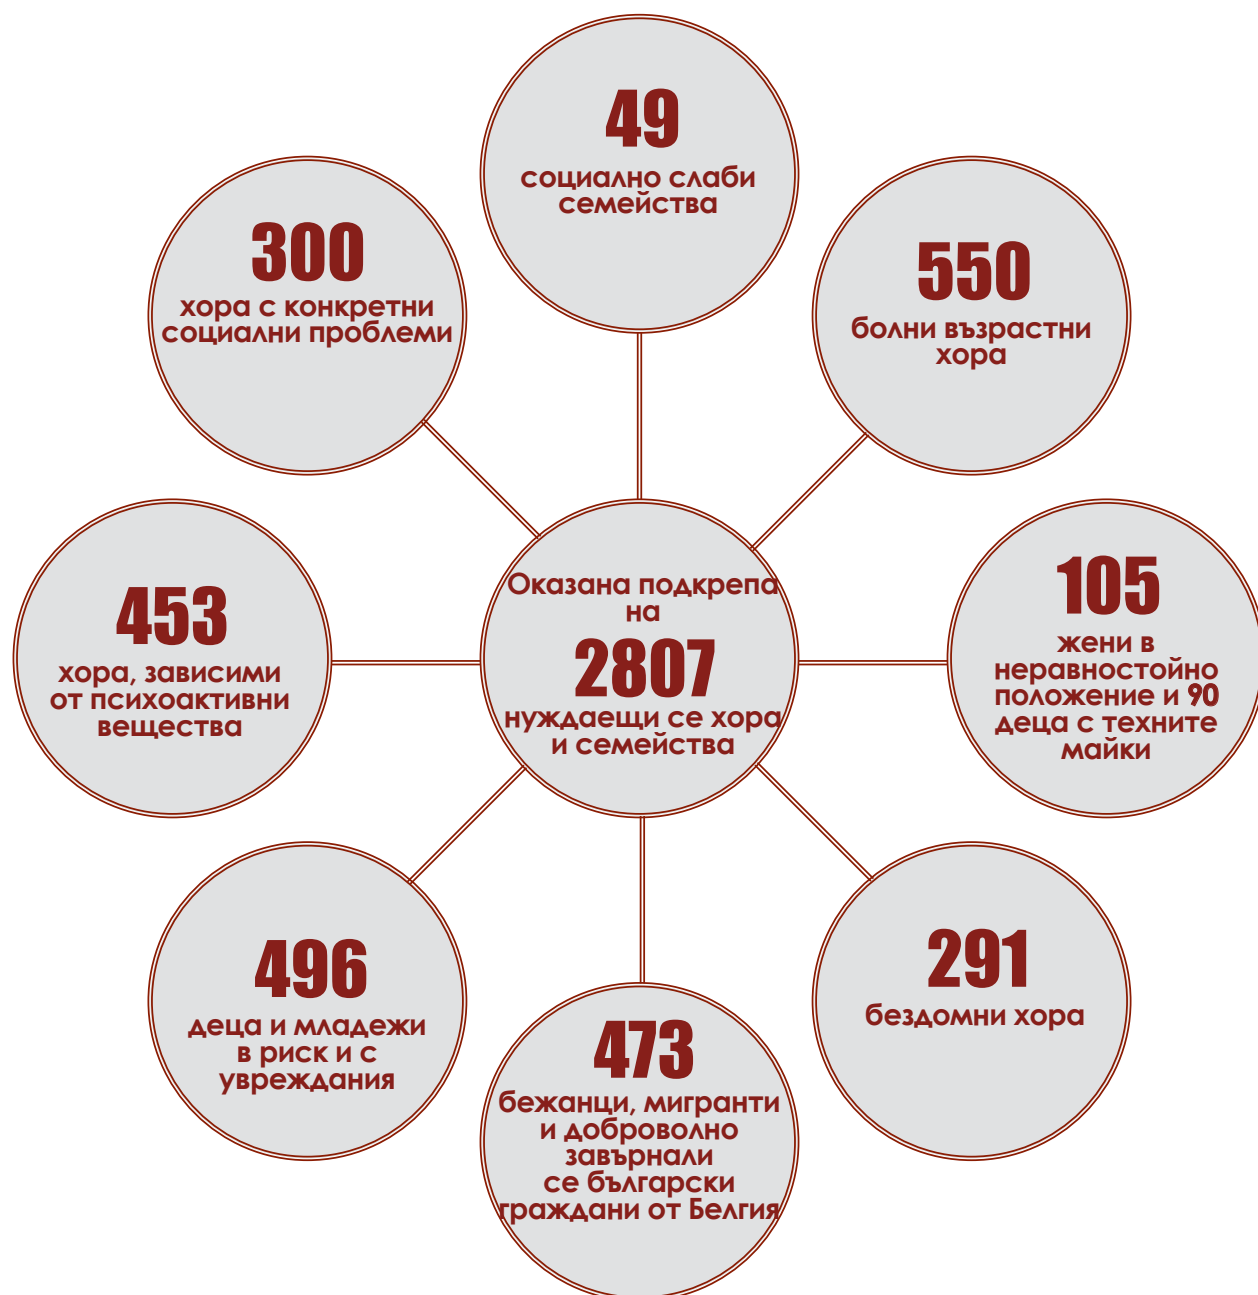 49
социално слаби
семейства
300
хора с конкретни
социални проблеми
550
болни възрастни
хора
453
хора, зависими
от психоактивни
вещества
Оказана подкрепа
на
2807
нуждаещи се хора
и семейства
105
жени в
неравностойно
положение и 90
деца с техните
майки
496
деца и младежи
в риск и с
увреждания
473
бежанци, мигранти
и доброволно
завърнали
се български
граждани от Белгия
291
бездомни хора